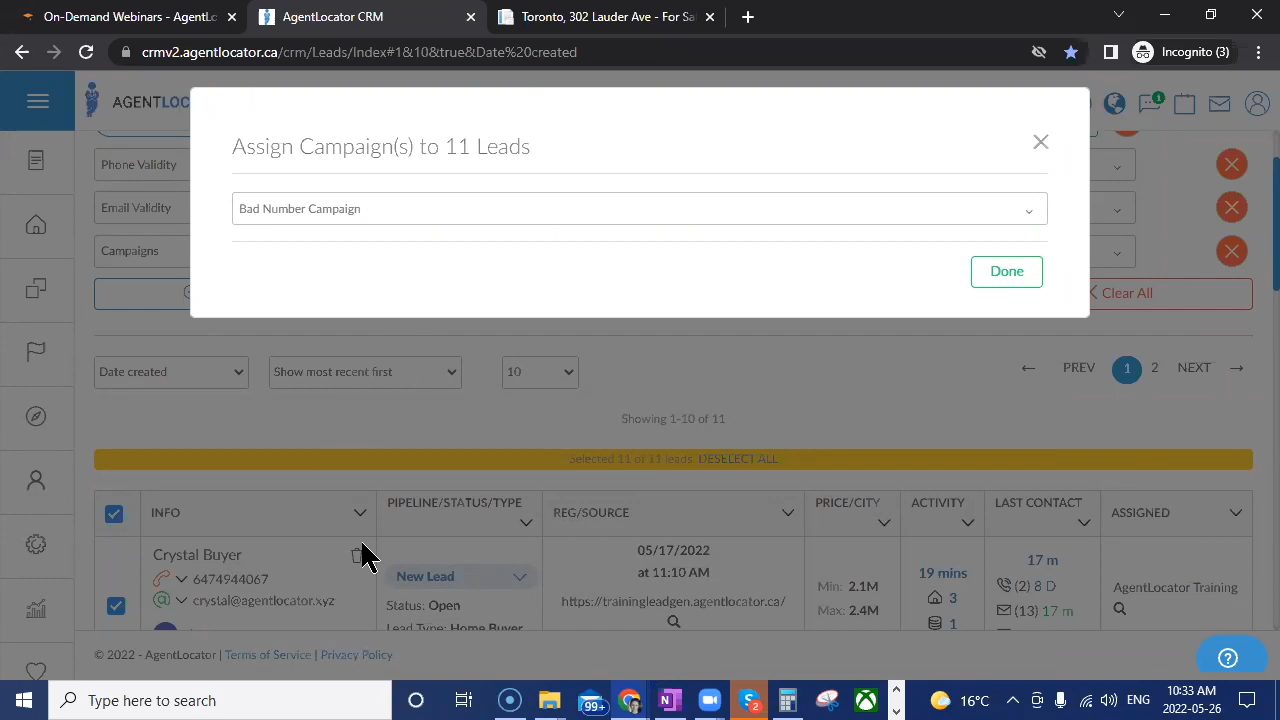 On-Demand Webinars - AgentLo
AgentLocator CRM
Toronto, 302 Lauder Ave - For Sal
crmv2.agentlocator.ca/crm/Leads/Index#1&10&true&Date%20created
Incognito (3)
AGENTLOC
1
Assign Campaign(s) to 11 Leads
Phone Validity
Email Validity
Bad Number Campaign
Campaigns
Done
Clear All
Date created
Show most recent first
10
PREV
1
2
NEXT
Showing 1-10 of 11
Selected 11 of 11 leads. DESELECT ALL
INFO
PIPELINE/STATUS/TYPE
REG/SOURCE
PRICE/CITY
ACTIVITY
LAST CONTACT
ASSIGNED
Crystal Buyer
6474944067
crystal@agentlocator.xyz
New Lead
Status: Open
Lead Type: Home Buyer
05/17/2022
at 11:10 AM
https://trainingleadgen.agentlocator.ca/
Min: 2.1M
Max: 2.4M
19 mins
3
1
17 m
(2) 8 D
(13) 17 m
AgentLocator Training
© 2022 - AgentLocator | Terms of Service | Privacy Policy
Type here to search
99+
2
16°C
ENG
10:33 AM
2022-05-26